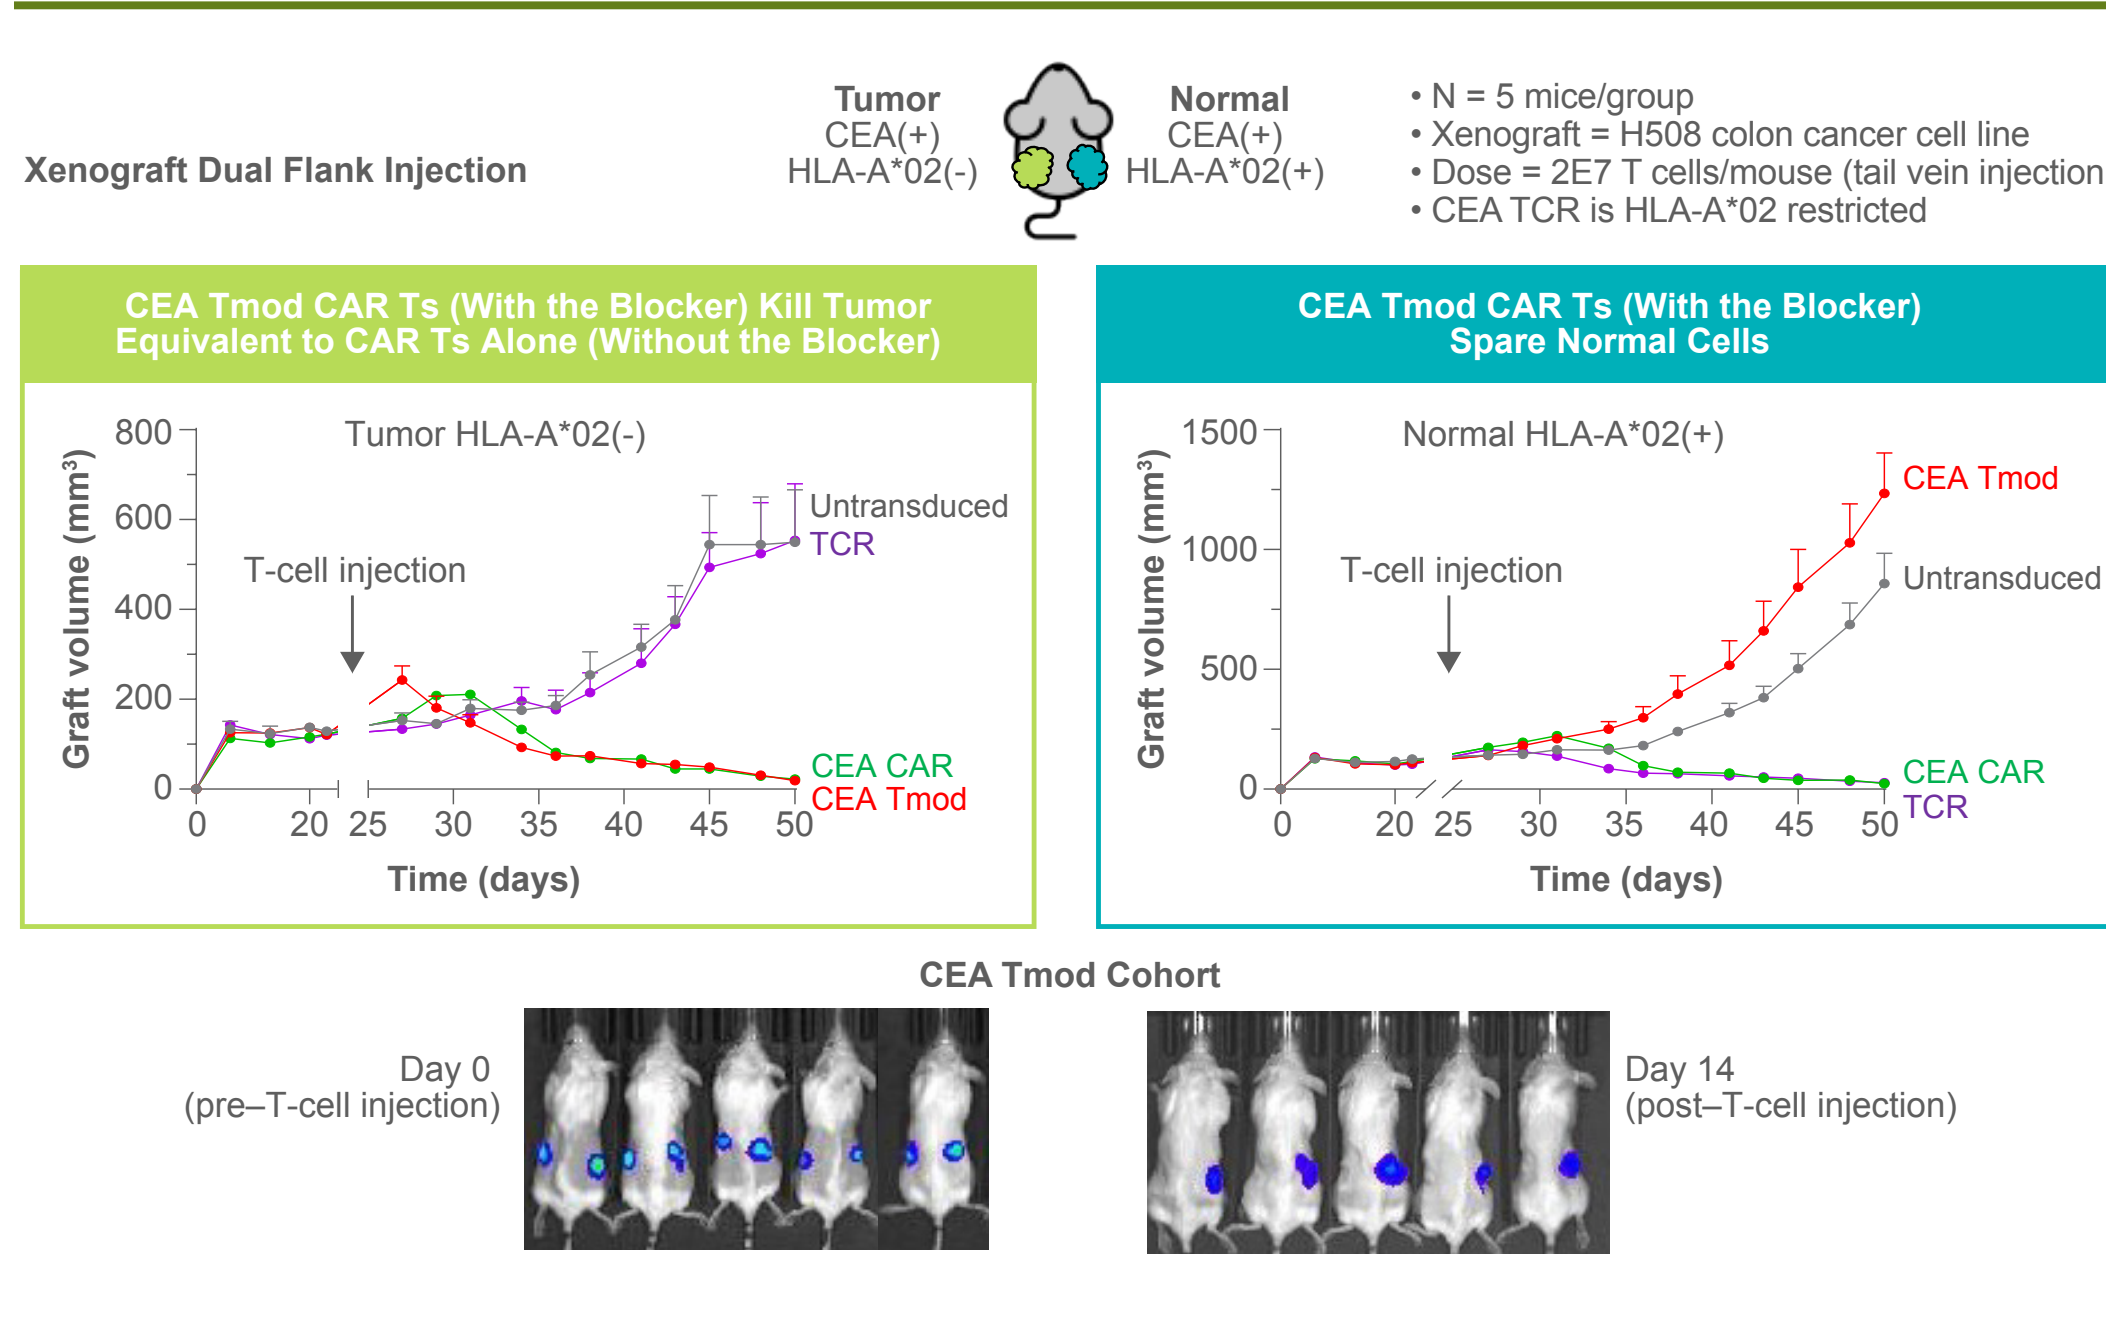 Xenograft Dual Flank Injection
Tumor
CEA(+)
HLA-A*02(-)
Normal
CEA(+)
HLA-A*02(+)
• N = 5 mice/group
• Xenograft = H508 colon cancer cell line
• Dose = 2E7 T cells/mouse (tail vein injection
• CEA TCR is HLA-A*02 restricted
CEA Tmod CAR Ts (With the Blocker) Kill Tumor
Equivalent to CAR Ts Alone (Without the Blocker)
Graft volume (mm³)
800
600
400
200
0
Tumor HLA-A*02(-)
T-cell injection
Untransduced
TCR
CEA CAR
CEA Tmod
0 20 25 30 35 40 45 50
Time (days)
CEA Tmod CAR Ts (With the Blocker)
Spare Normal Cells
Graft volume (mm³)
1500
1000
500
0
Normal HLA-A*02(+)
T-cell injection
CEA Tmod
Untransduced
CEA CAR
TCR
0 20 25 30 35 40 45 50
Time (days)
CEA Tmod Cohort
Day 0
(pre–T-cell injection)
Day 14
(post–T-cell injection)